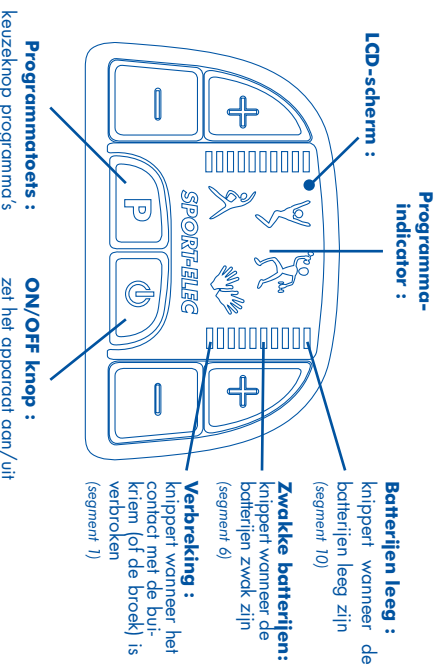 LCD-scherm :
Programma-
indicator :
Batterijen leeg :
knippert wanneer de
batterijen leeg zijn
(segment 10)
Zwakke batterijen:
knippert wanneer de
batterijen zwak zijn
(segment 6)
Verbreking :
knippert wanneer het
contact met de bui-
kriem (of de broek) is
verbroken
(segment 1)
SPORT-ELEC
P
Programmatoets :
keuzeknop programma's
ON/OFF knop :
zet het apparaat aan/uit